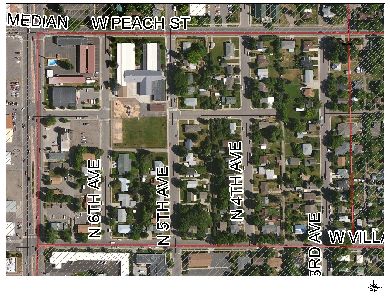 MEDIAN
W PEACH ST
N 6TH AVE
N 5TH AVE
N 4TH AVE
3RD AVE
W VILLA